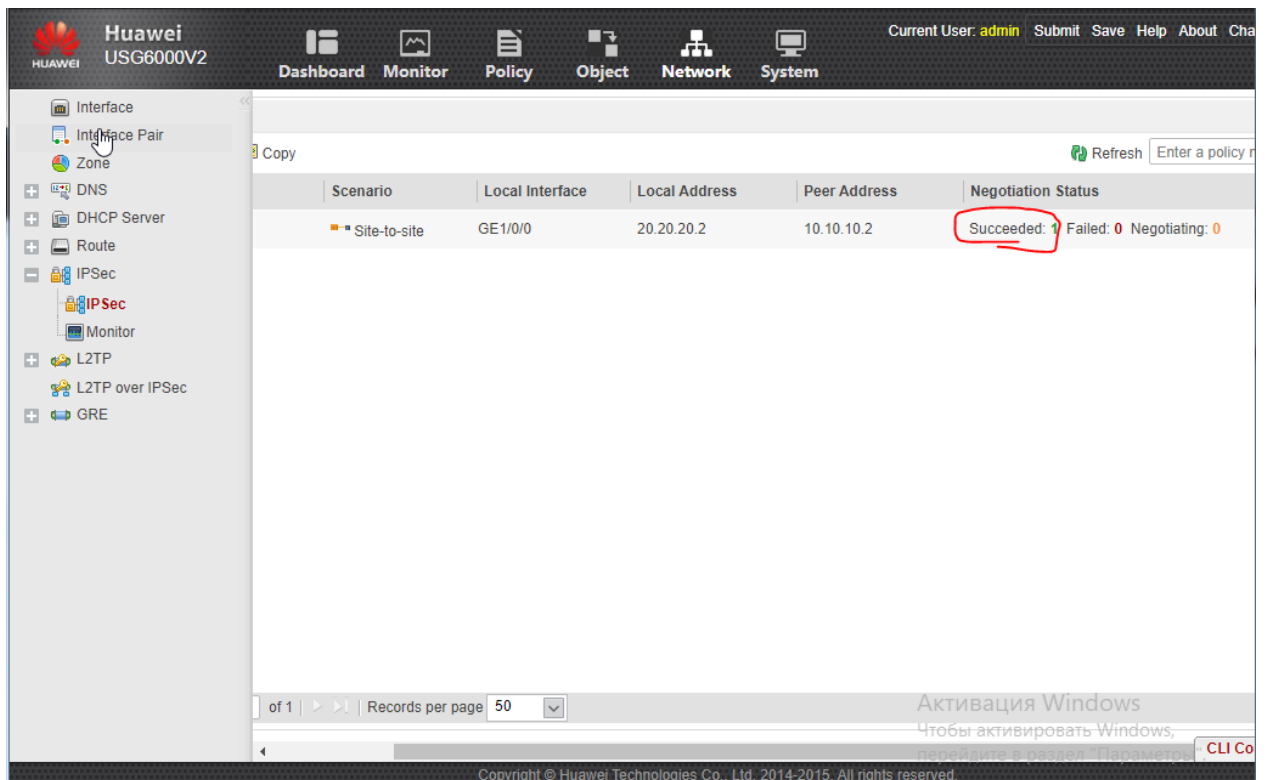 Huawei
USG6000V2
HUAWEI
Dashboard Monitor Policy Object Network System
Current User: admin Submit Save Help About Cha
Interface
Interface Pair
Zone
DNS
DHCP Server
Route
IPSec
IPSec
Monitor
L2TP
L2TP over IPSec
GRE
Copy
Refresh Enter a policy r
Scenario Local Interface Local Address Peer Address Negotiation Status
Site-to-site GE1/0/0 20.20.20.2 10.10.10.2 Succeeded: 1 Failed: 0 Negotiating: 0
of 1 Records per page 50
Активация Windows
Чтобы активировать Windows,
перейдите в раздел "Параметры
CLI Co
Copyright © Huawei Technologies Co., Ltd. 2014-2015. All rights reserved.